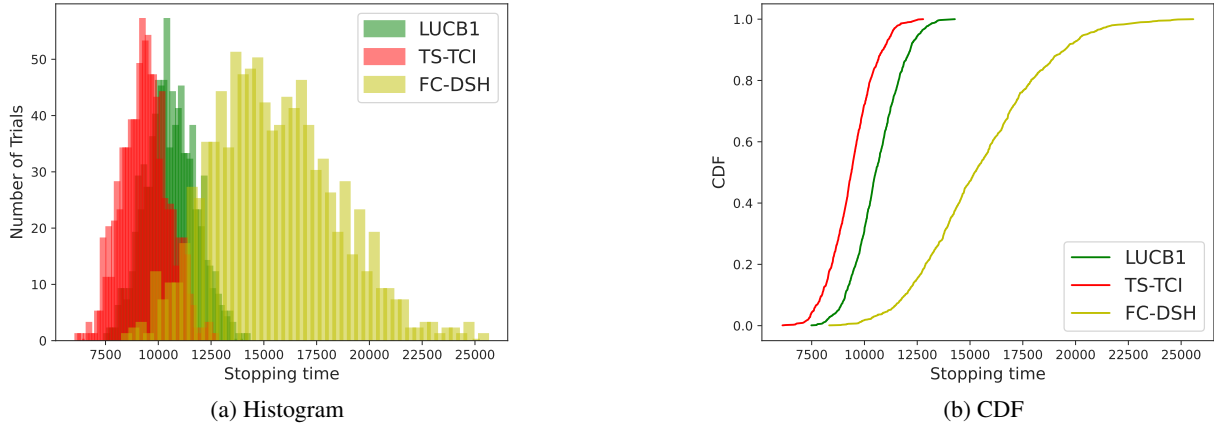 LUCB1
TS-TCI
FC-DSH
Number of Trials
50
40
30
20
10
0
7500 10000 12500 15000 17500 20000 22500 25000
Stopping time
(a) Histogram
1.0
0.8
0.6
0.4
0.2
0.0
CDF
LUCB1
TS-TCI
FC-DSH
7500 10000 12500 15000 17500 20000 22500 25000
Stopping time
(b) CDF